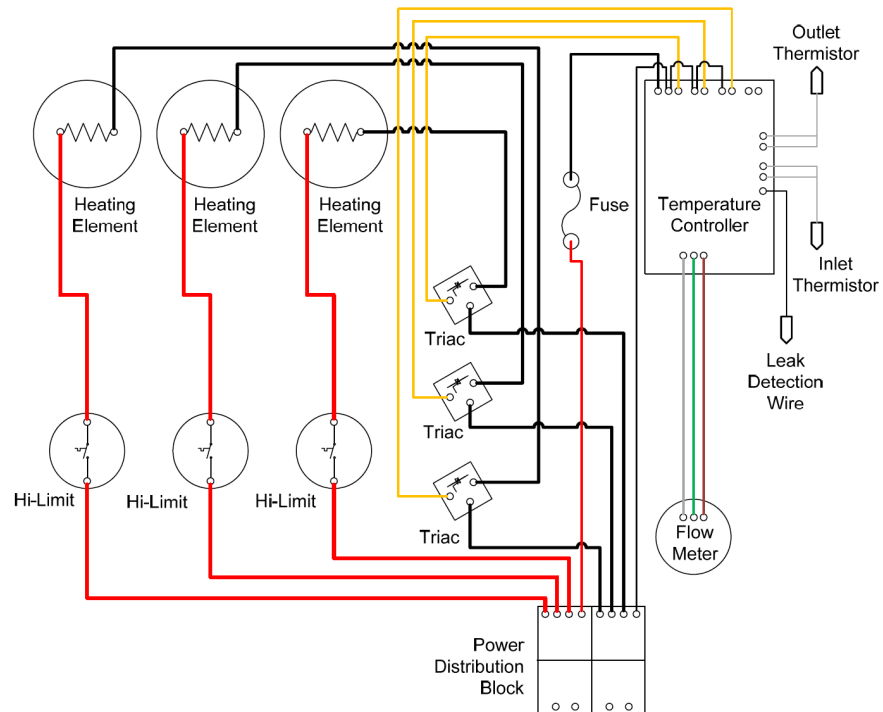 Outlet
Thermistor
Heating
Element
Heating
Element
Heating
Element
Fuse
Temperature
Controller
Inlet
Thermistor
Triac
Leak
Detection
Wire
Triac
Hi-Limit
Hi-Limit
Hi-Limit
Triac
Flow
Meter
Power
Distribution
Block